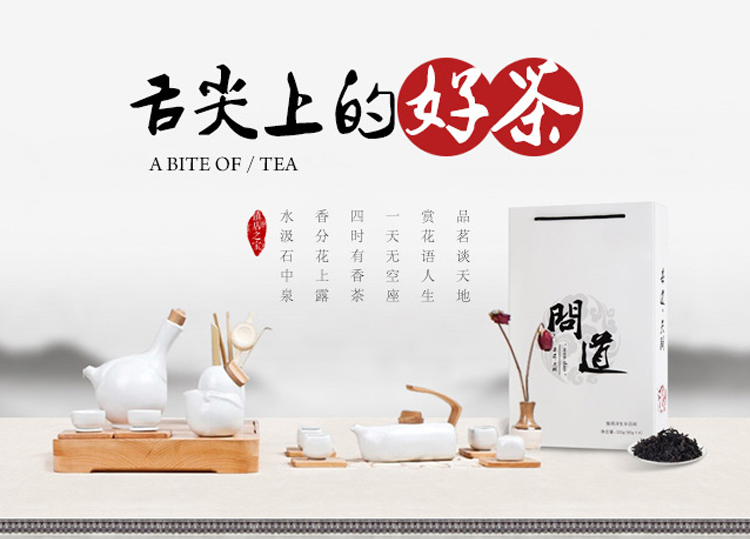 舌尖上的好茶
A BITE OF / TEA
品茗谈天地
赏花语人生
一天无空座
四时有香茶
香分花上露
水汲石中泉
問道